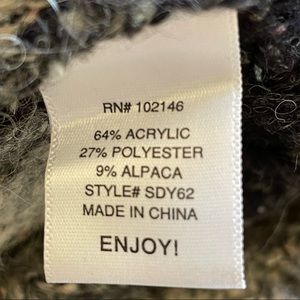 RN# 102146
64% ACRYLIC
27% POLYESTER
9% ALPACA
STYLE# SDY62
MADE IN CHINA
ENJOY!